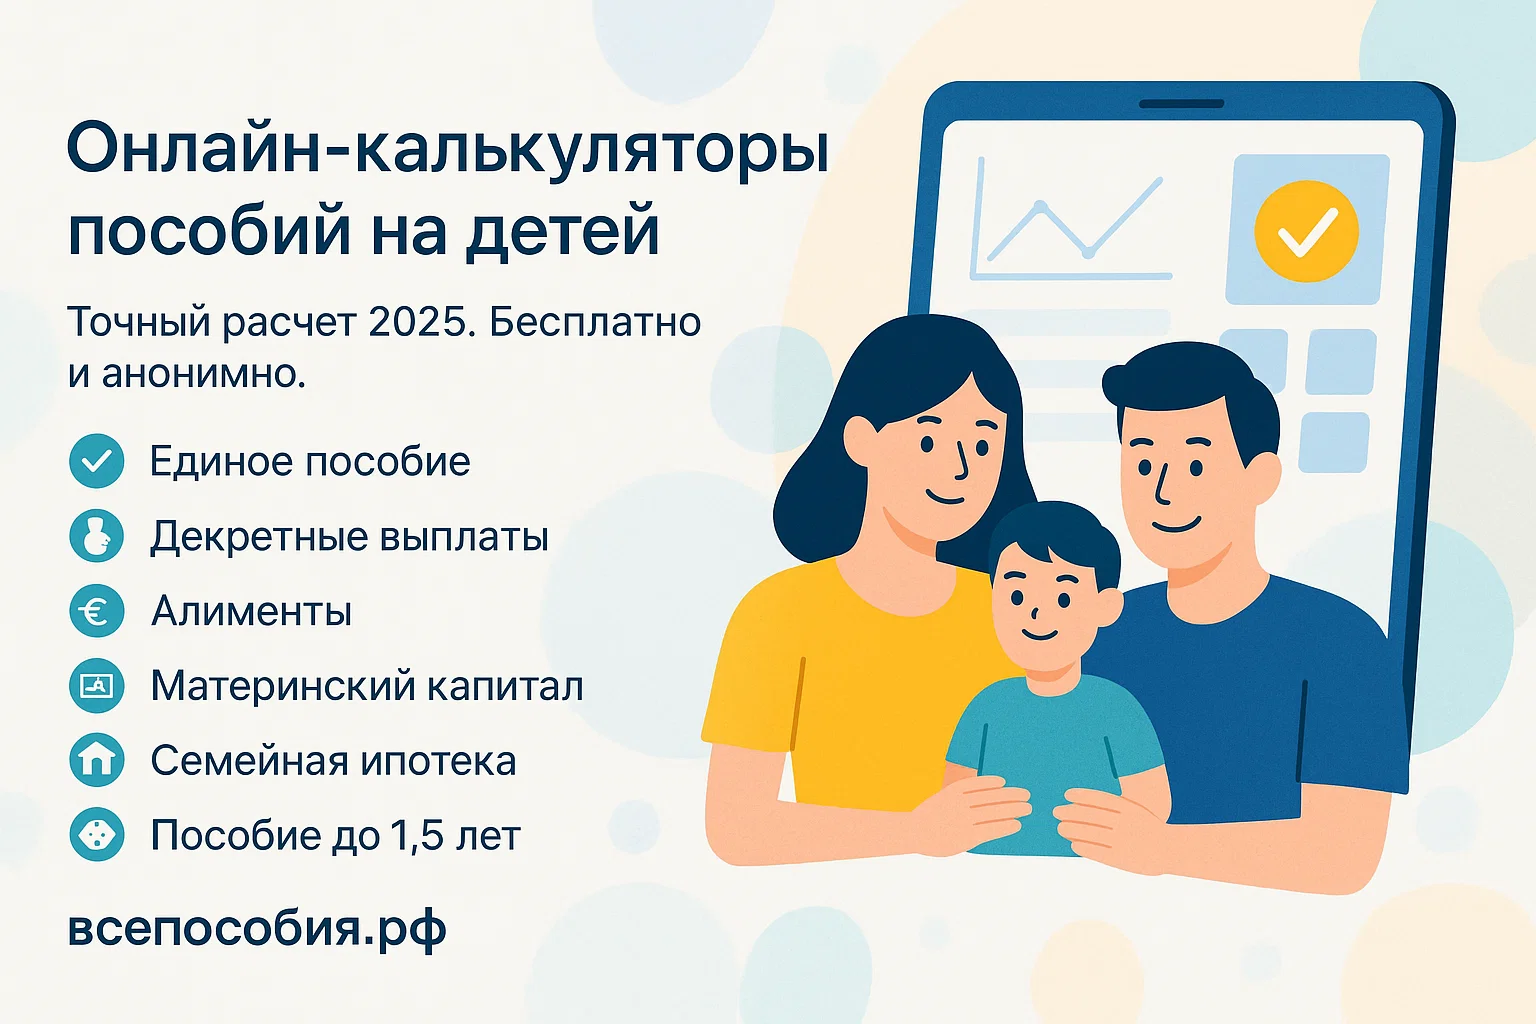 Онлайн-калькуляторы
пособий на детей
Точный расчет 2025. Бесплатно
и анонимно.
Единое пособие
Декретные выплаты
€ Алименты
Материнский капитал
Семейная ипотека
Пособие до 1,5 лет
всепособия.рф